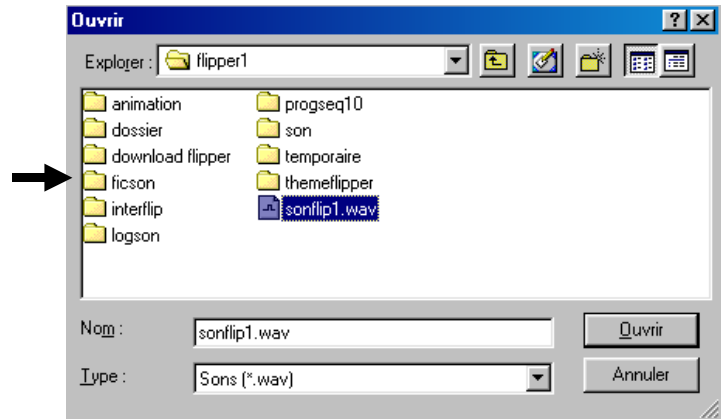 Ouvrir
Explorer : flipper1
animation
dossier
download flipper
ficson
interflip
logson
progseq10
son
temporaire
themeflipper
sonflip1.wav
Nom : sonflip1.wav Ouvrir
Type : Sons (*.wav) Annuler